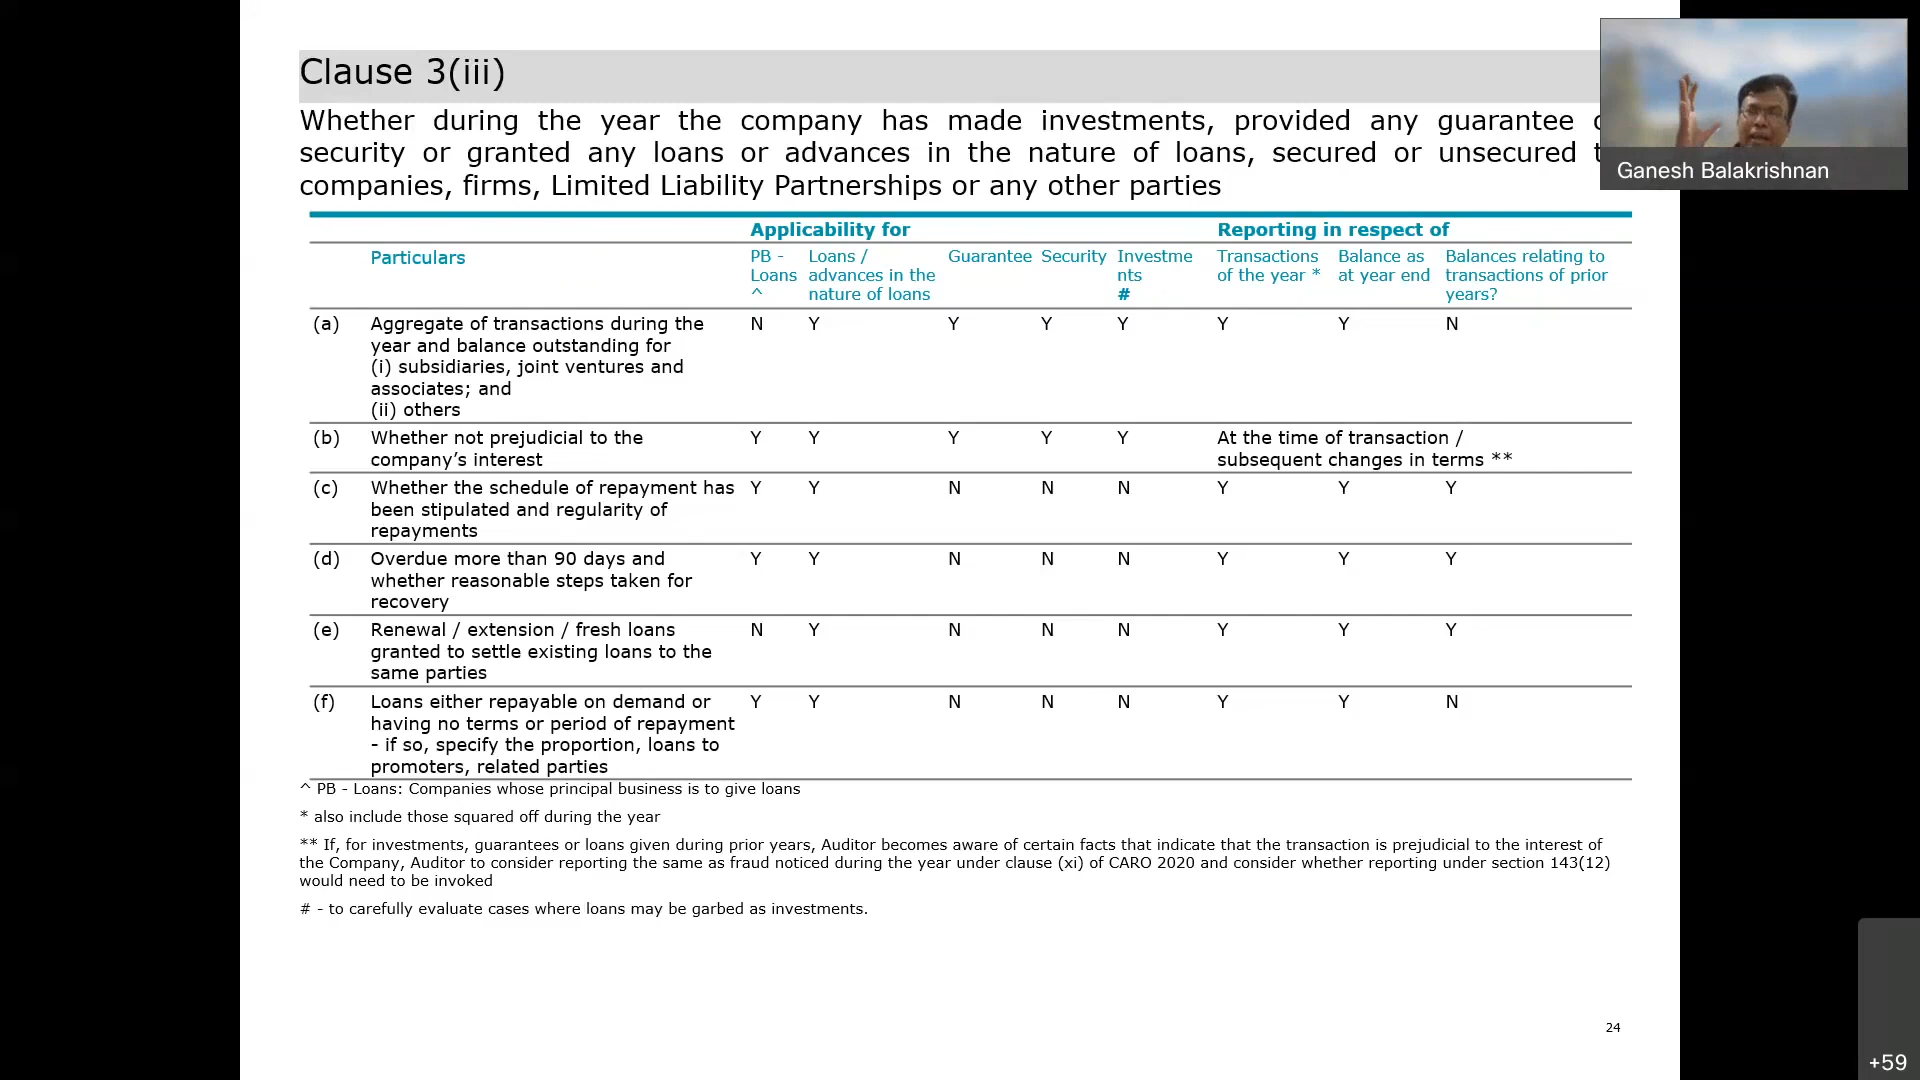 Clause 3(iii)
Whether during the year the company has made investments, provided any guarantee
security or granted any loans or advances in the nature of loans, secured or unsecured
companies, firms, Limited Liability Partnerships or any other parties
Ganesh Balakrishnan
Applicability for Reporting in respect of
Particulars PB - Loans ^ Loans / advances in the nature of loans Guarantee Security Investme nts # Transactions of the year * Balance as at year end Balances relating to transactions of prior years?
(a) Aggregate of transactions during the N Y Y Y Y Y Y N
year and balance outstanding for
(i) subsidiaries, joint ventures and
associates; and
(ii) others
(b) Whether not prejudicial to the Y Y Y Y Y At the time of transaction /
company's interest subsequent changes in terms **
(c) Whether the schedule of repayment has Y Y N N N Y Y Y
been stipulated and regularity of
repayments
(d) Overdue more than 90 days and Y Y N N N Y Y Y
whether reasonable steps taken for
recovery
(e) Renewal / extension / fresh loans N Y N N N Y Y Y
granted to settle existing loans to the
same parties
(f) Loans either repayable on demand or Y Y N N N Y Y N
having no terms or period of repayment
- if so, specify the proportion, loans to
promoters, related parties
^ PB - Loans: Companies whose principal business is to give loans
* also include those squared off during the year
** If, for investments, guarantees or loans given during prior years, Auditor becomes aware of certain facts that indicate that the transaction is prejudicial to the interest of
the Company, Auditor to consider reporting the same as fraud noticed during the year under clause (xi) of CARO 2020 and consider whether reporting under section 143(12)
would need to be invoked
# - to carefully evaluate cases where loans may be garbed as investments.
24
+59